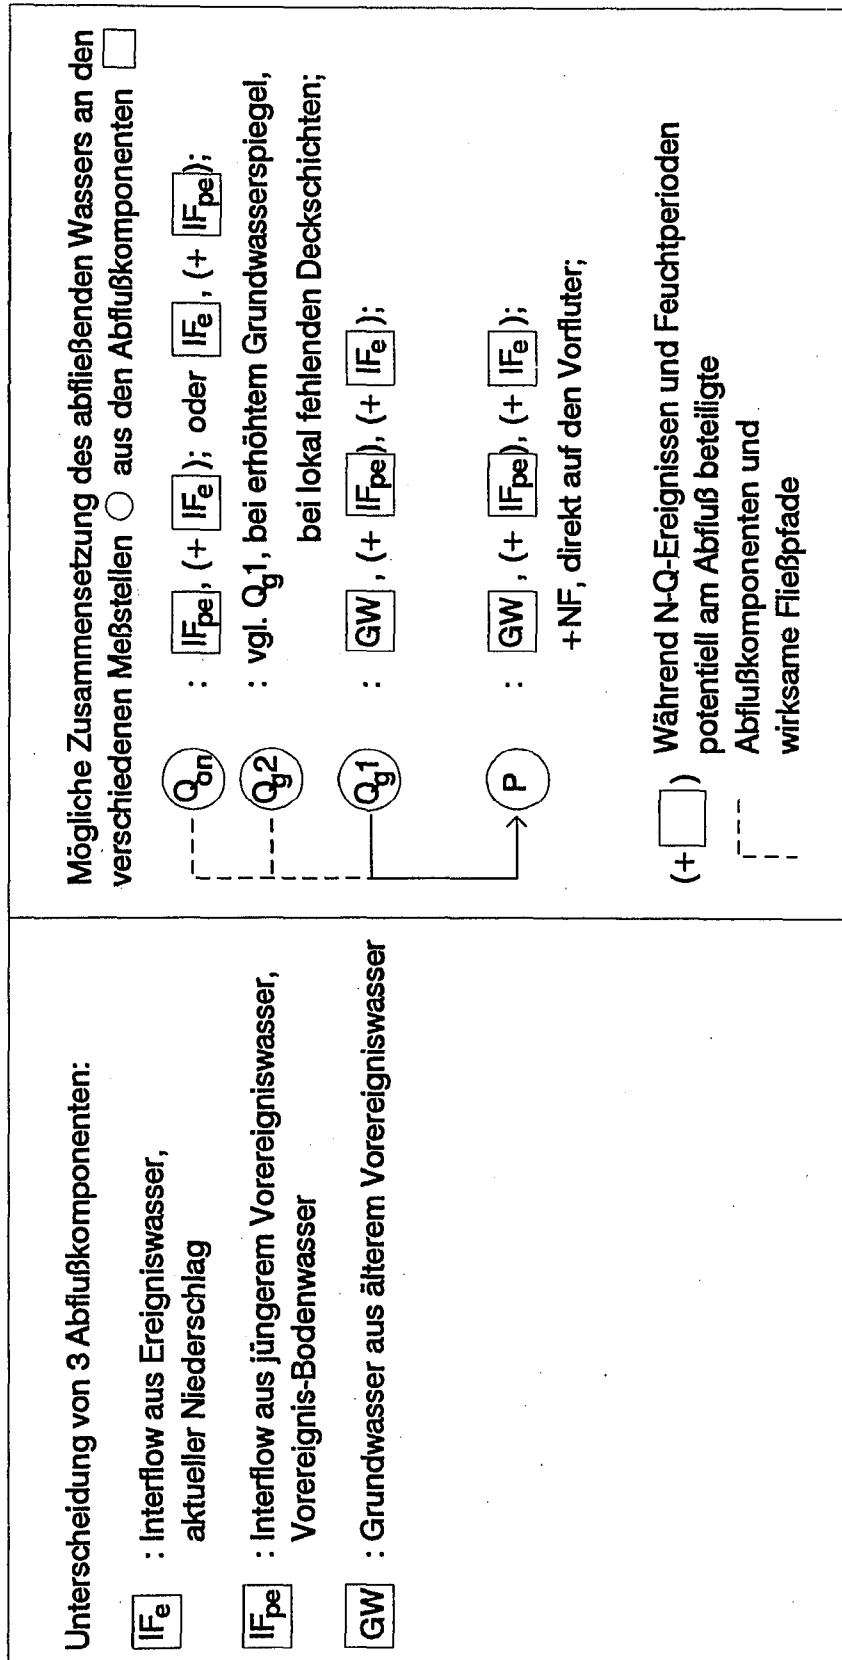 Unterscheidung von 3 Abflußkomponenten:
IFe : Interflow aus Ereigniswasser,
aktueller Niederschlag
IFpe : Interflow aus jüngerem Vorereigniswasser,
Vorereignis-Bodenwasser
GW : Grundwasser aus älterem Vorereigniswasser
Mögliche Zusammensetzung des abfließenden Wassers an den
verschiedenen Meßstellen aus den Abflußkomponenten
Qan : IFpe, (+ IFe); oder IFe, (+ IFpe);
Qg2 : vgl. Qg1, bei erhöhtem Grundwasserspiegel,
bei lokal fehlenden Deckschichten;
Qg1 : GW, (+ IFpe), (+ IFe);
P : GW, (+ IFpe), (+ IFe);
+NF, direkt auf den Vorfluter;
(+ ) Während N-Q-Ereignissen und Feuchtperioden
potentiell am Abfluß beteiligte
Abflußkomponenten und
wirksame Fließpfade